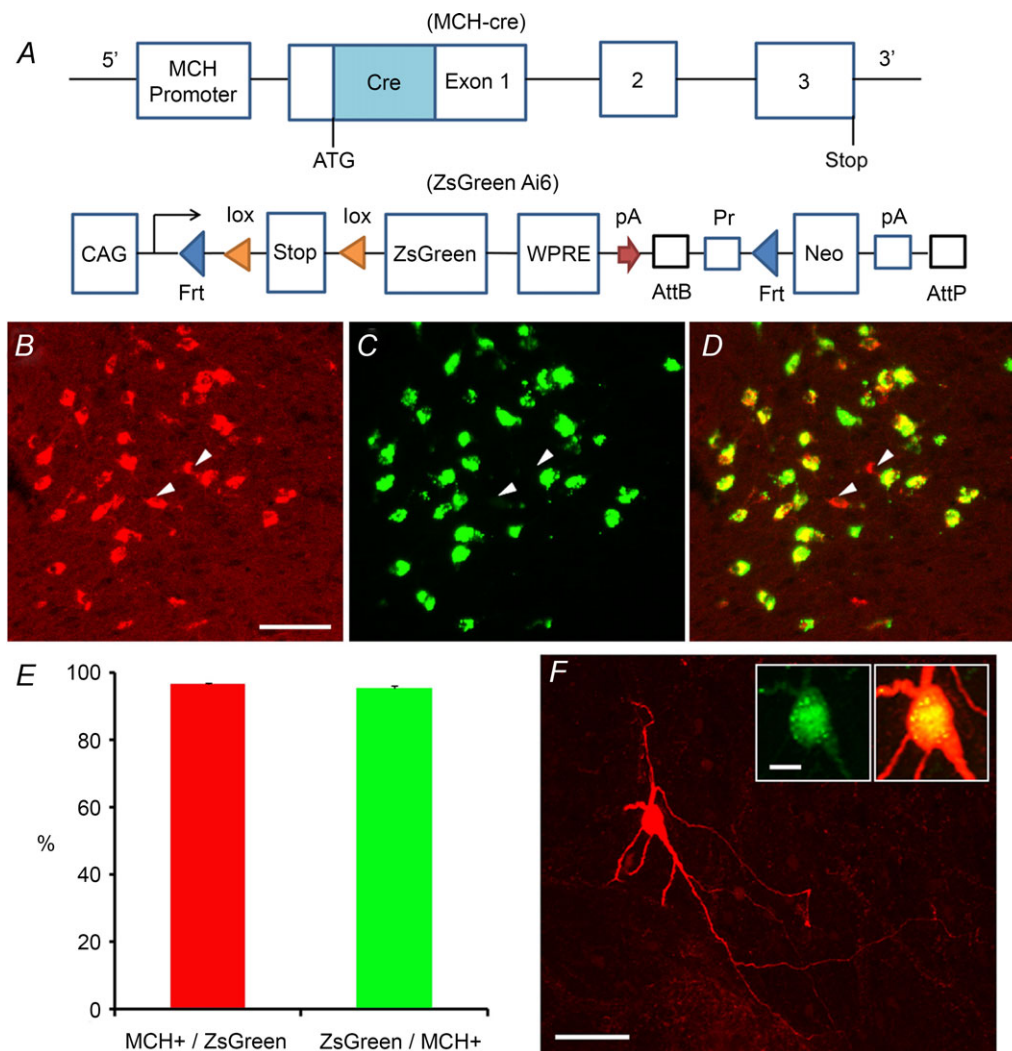 A
(MCH-cre)
5’
3’
MCH Promoter
Cre
Exon 1
2
3
ATG
Stop
(ZsGreen Ai6)
CAG
lox
Stop
lox
ZsGreen
WPRE
pA
Pr
Neo
pA
Frt
AttB
Frt
AttP
B
C
D
E
100
80
60
%
40
20
0
MCH+ / ZsGreen
ZsGreen / MCH+
F